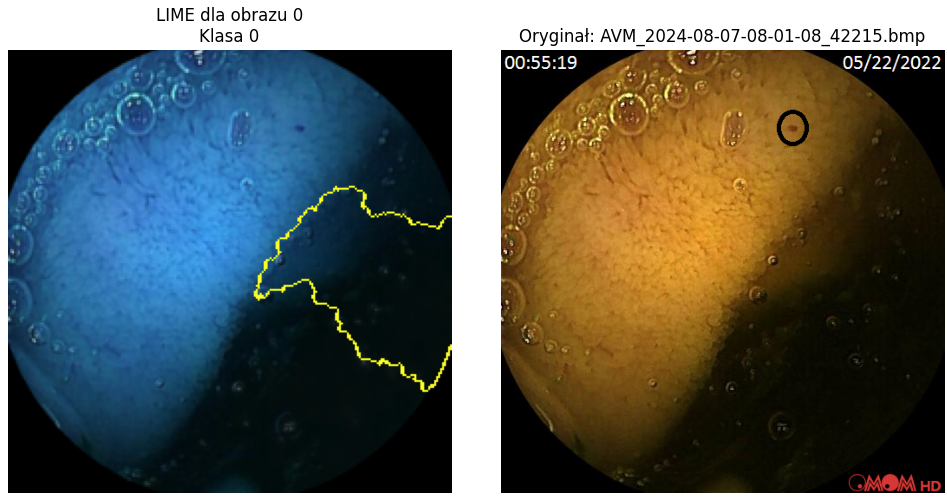 LIME dla obrazu 0
Klasa 0
Oryginał: AVM_2024-08-07-08-01-08_42215.bmp
00:55:19
05/22/2022
OMOM HD